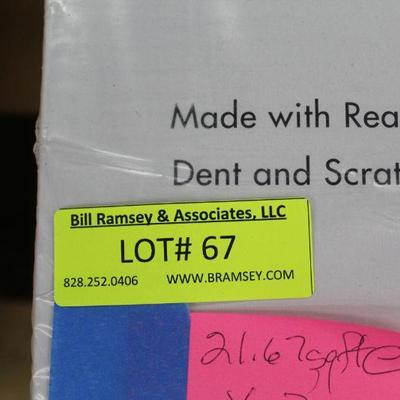 Made with Rea
Dent and Scrat
Bill Ramsey & Associates, LLC
LOT# 67
828.252.0406 WWW.BRAMSEY.COM
21.67 sqft